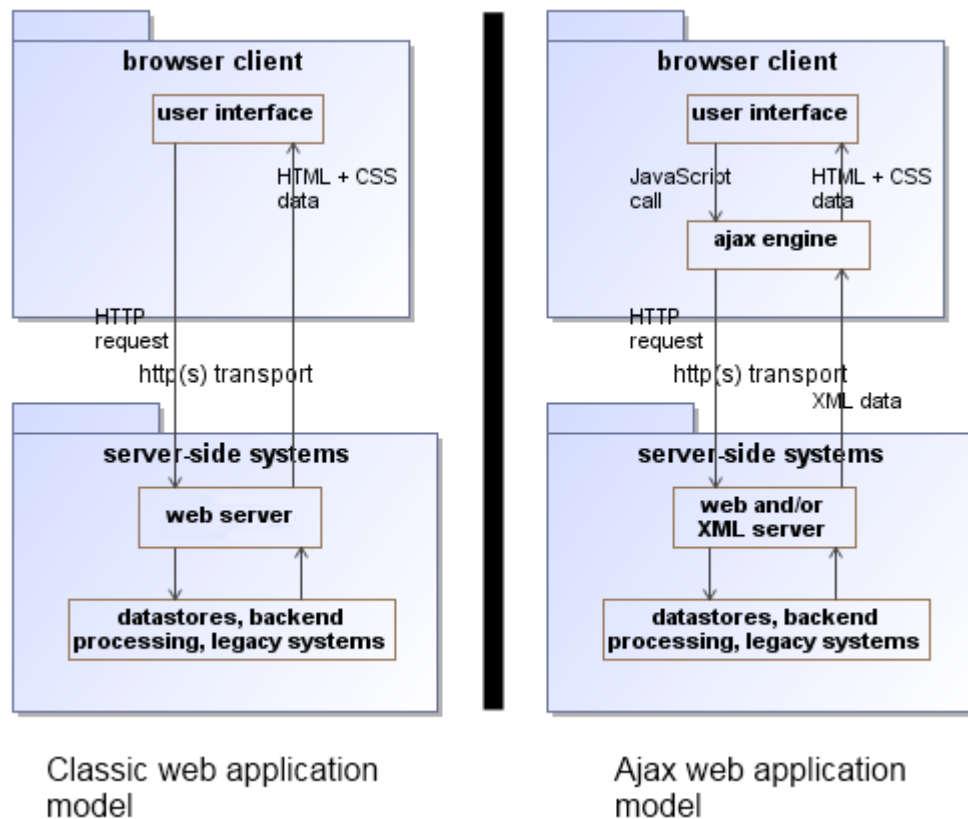 browser client
user interface
HTML + CSS
data
HTTP
request
http(s) transport
server-side systems
web server
datastores, backend
processing, legacy systems
Classic web application
model
browser client
user interface
JavaScript
call
HTML + CSS
data
ajax engine
HTTP
request
http(s) transport
XML data
server-side systems
web and/or
XML server
datastores, backend
processing, legacy systems
Ajax web application
model